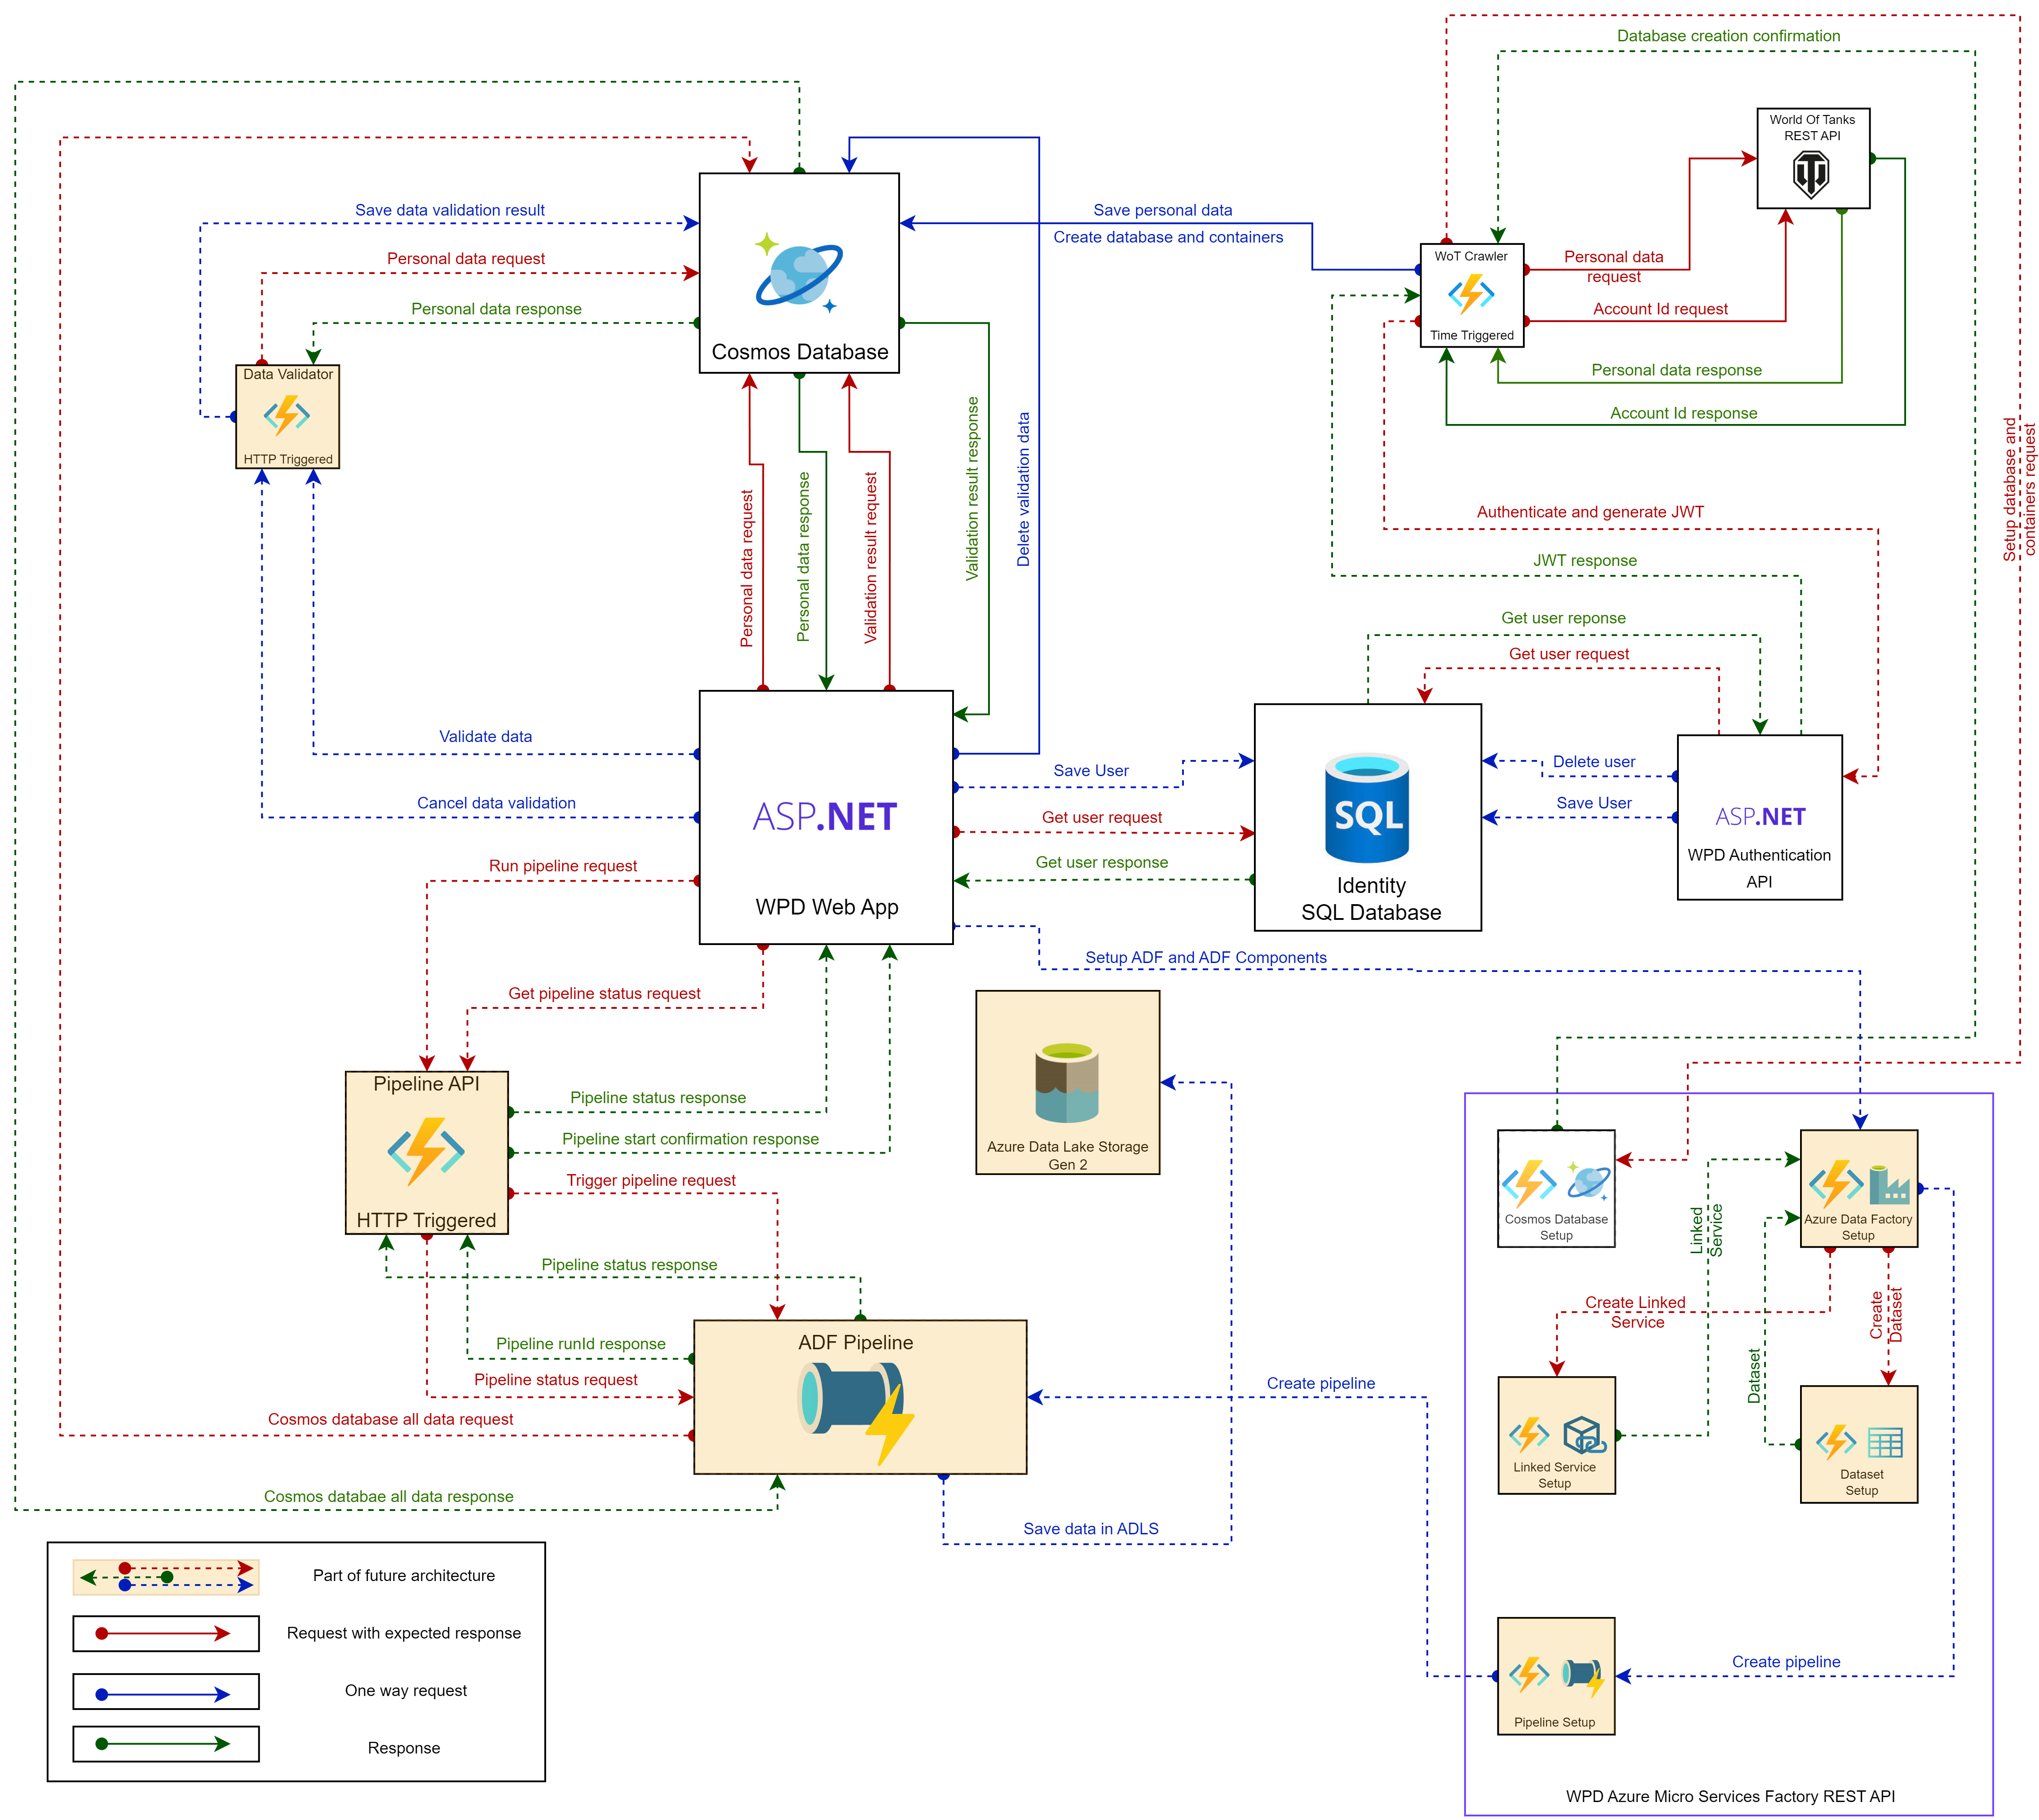 Database creation confirmation
World Of Tanks
REST API
Save data validation result
Save personal data
Create database and containers
Personal data request
Personal data response
Cosmos Database
WoT Crawler
Time Triggered
Personal data
request
Account Id request
Personal data response
Account Id response
Data Validator
HTTP Triggered
Personal data request
Personal data response
Validation result request
Validation result response
Delete validation data
Setup database and
containers request
Authenticate and generate JWT
JWT response
Get user reponse
Get user request
Validate data
Cancel data validation
Run pipeline request
ASP.NET
WPD Web App
Save User
Get user request
Get user response
SQL
Identity
SQL Database
Delete user
Save User
ASP.NET
WPD Authentication
API
Setup ADF and ADF Components
Get pipeline status request
Pipeline API
HTTP Triggered
Pipeline status response
Pipeline start confirmation response
Trigger pipeline request
Azure Data Lake Storage
Gen 2
Cosmos Database
Setup
Linked
Service
Azure Data Factory
Setup
Pipeline status response
Create Linked
Service
Create
Dataset
Dataset
Pipeline runId response
Pipeline status request
Cosmos database all data request
ADF Pipeline
Create pipeline
Linked Service
Setup
Dataset
Setup
Cosmos databae all data response
Save data in ADLS
Part of future architecture
Request with expected response
One way request
Response
Create pipeline
Pipeline Setup
WPD Azure Micro Services Factory REST API